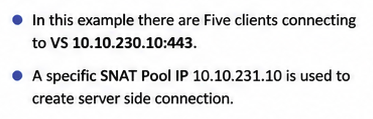 In this example there are Five clients connecting
to VS 10.10.230.10:443.
A specific SNAT Pool IP 10.10.231.10 is used to
create server side connection.